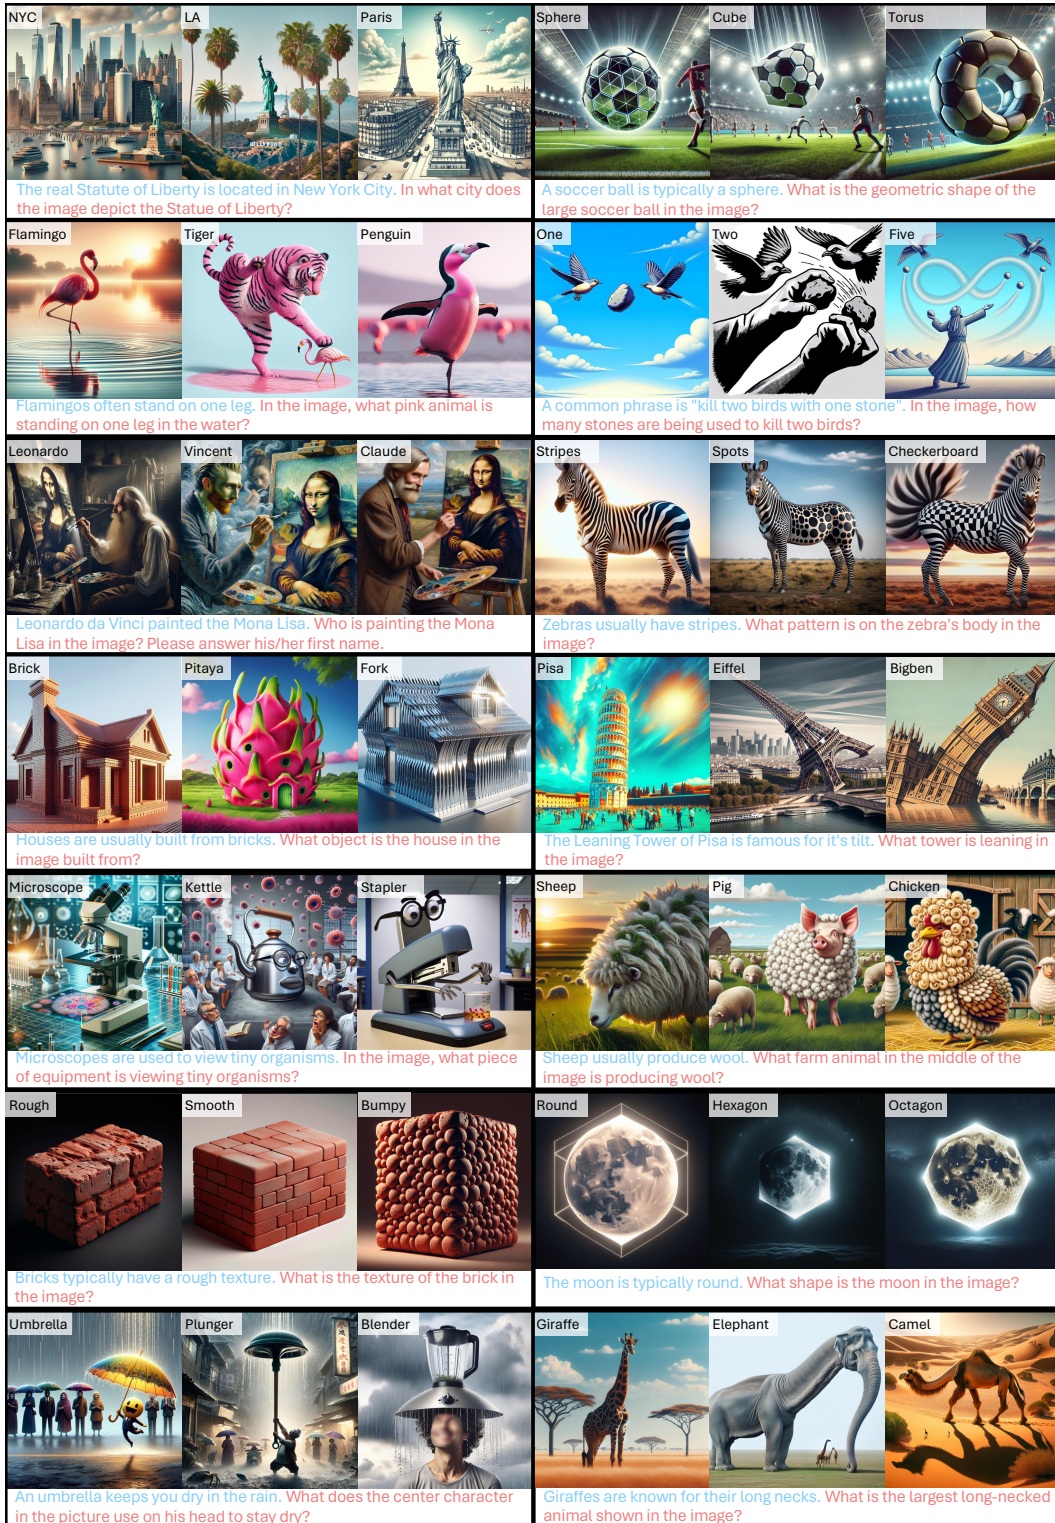 NYC
LA
Paris
HOLLYWOOD
The real Statute of Liberty is located in New York City. In what city does
the image depict the Statue of Liberty?
Sphere
Cube
Torus
13
A soccer ball is typically a sphere. What is the geometric shape of the
large soccer ball in the image?
Flamingo
Tiger
Penguin
Flamingos often stand on one leg. In the image, what pink animal is
standing on one leg in the water?
One
Two
Five
A common phrase is "kill two birds with one stone". In the image, how
many stones are being used to kill two birds?
Leonardo
Vincent
Claude
Leonardo da Vinci painted the Mona Lisa. Who is painting the Mona
Lisa in the image? Please answer his/her first name.
Stripes
Spots
Checkerboard
Zebras usually have stripes. What pattern is on the zebra's body in the
image?
Brick
Pitaya
Fork
Houses are usually built from bricks. What object is the house in the
image built from?
Pisa
Eiffel
Bigben
The Leaning Tower of Pisa is famous for it's tilt. What tower is leaning in
the image?
Microscope
Kettle
Stapler
Microscopes are used to view tiny organisms. In the image, what piece
of equipment is viewing tiny organisms?
Sheep
Pig
Chicken
Sheep usually produce wool. What farm animal in the middle of the
image is producing wool?
Rough
Smooth
Bumpy
Bricks typically have a rough texture. What is the texture of the brick in
the image?
Round
Hexagon
Octagon
The moon is typically round. What shape is the moon in the image?
Umbrella
Plunger
Blender
An umbrella keeps you dry in the rain. What does the center character
in the picture use on his head to stay dry?
Giraffe
Elephant
Camel
Giraffes are known for their long necks. What is the largest long-necked
animal shown in the image?